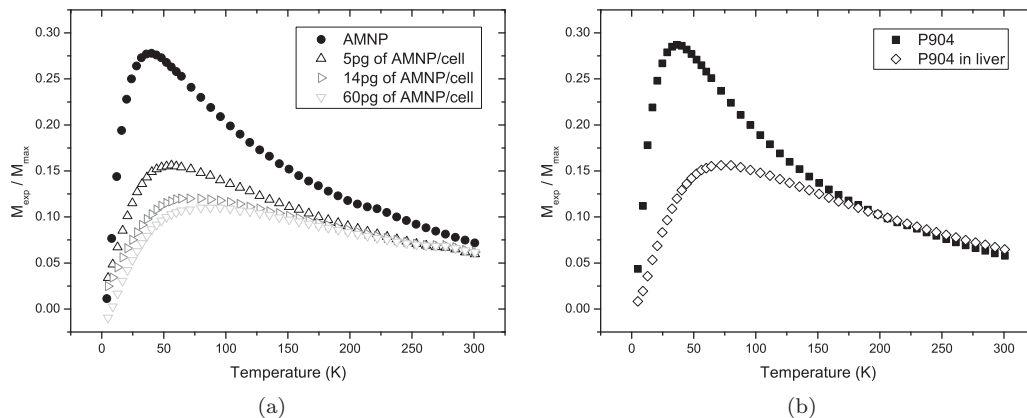 0.30
0.25
0.20
0.15
0.10
0.05
0.00
M_exp / M_max
0 50 100 150 200 250 300
Temperature (K)
AMNP
5pg of AMNP/cell
14pg of AMNP/cell
60pg of AMNP/cell
(a)
0.30
0.25
0.20
0.15
0.10
0.05
0.00
M_exp / M_max
0 50 100 150 200 250 300
Temperature (K)
P904
P904 in liver
(b)